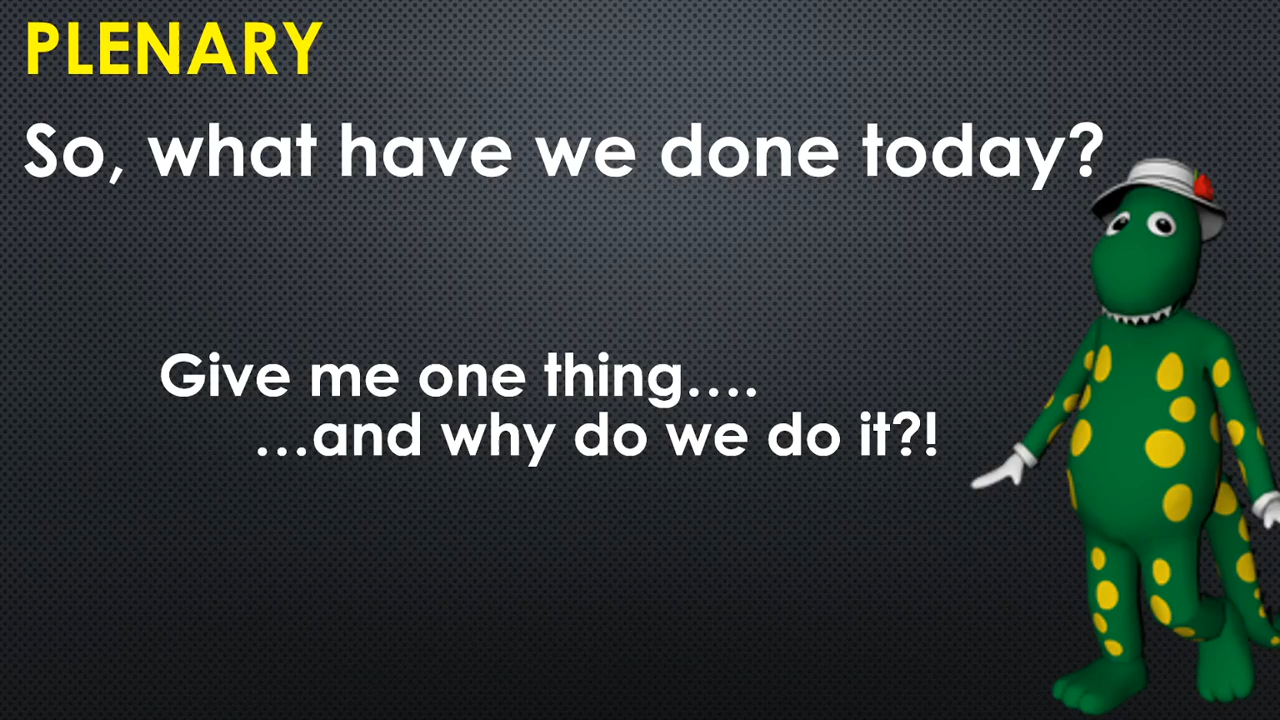 PLENARY
So, what have we done today?
Give me one thing....
...and why do we do it?!